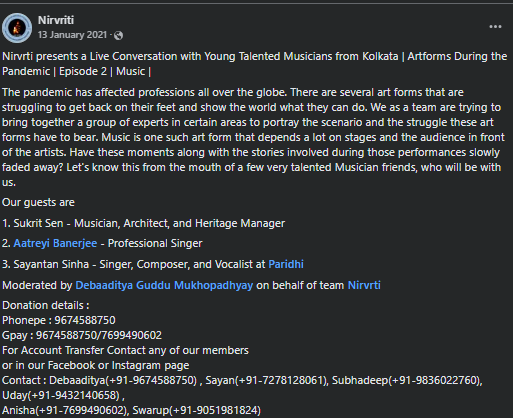 Nirvriti
13 January 2021 ·
Nirvrti presents a Live Conversation with Young Talented Musicians from Kolkata | Artforms During the
Pandemic | Episode 2 | Music |
The pandemic has affected professions all over the globe. There are several art forms that are
struggling to get back on their feet and show the world what they can do. We as a team are trying to
bring together a group of experts in certain areas to portray the scenario and the struggle these art
forms have to bear. Music is one such art form that depends a lot on stages and the audience in front
of the artists. Have these moments along with the stories involved during those performances slowly
faded away? Let's know this from the mouth of a few very talented Musician friends, who will be with
us.
Our guests are
1. Sukrit Sen - Musician, Architect, and Heritage Manager
2. Aatreyi Banerjee - Professional Singer
3. Sayantan Sinha - Singer, Composer, and Vocalist at Paridhi
Moderated by Debaaditya Guddu Mukhopadhyay on behalf of team Nirvrti
Donation details :
Phonepe : 9674588750
Gpay : 9674588750/7699490602
For Account Transfer Contact any of our members
or in our Facebook or Instagram page
Contact : Debaaditya(+91-9674588750) , Sayan(+91-7278128061), Subhadeep(+91-9836022760),
Uday(+91-9432140658) ,
Anisha(+91-7699490602), Swarup(+91-9051981824)